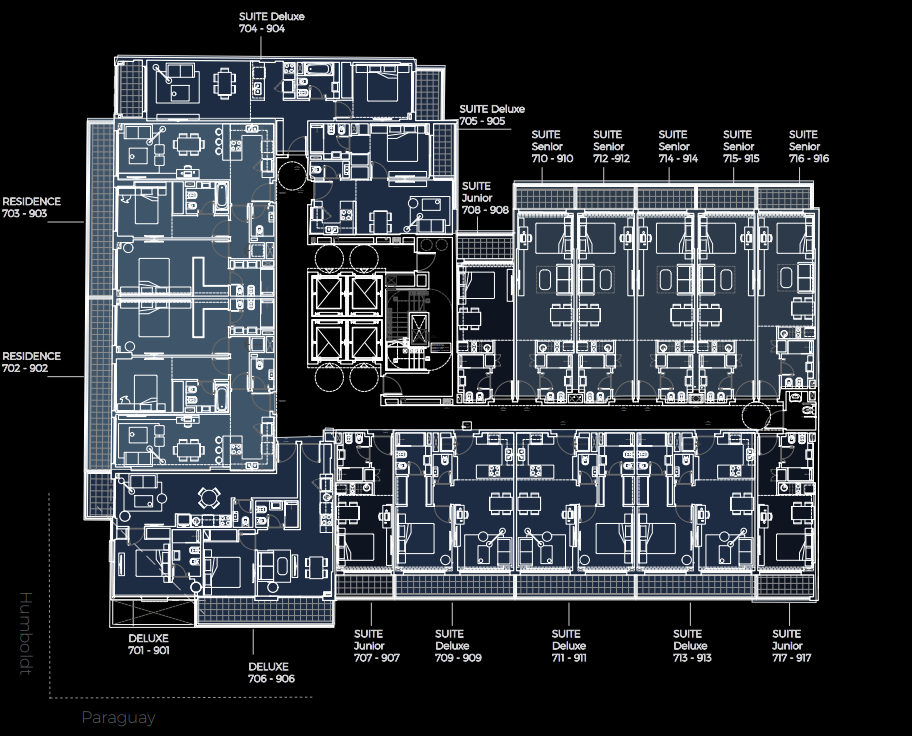 SUITE Deluxe
704 - 904
SUITE Deluxe
705 - 905
SUITE
Senior
710 - 910
SUITE
Senior
712 -912
SUITE
Senior
714 - 914
SUITE
Senior
715- 915
SUITE
Senior
716 - 916
SUITE
Junior
708 - 908
RESIDENCE
703 - 903
RESIDENCE
702 - 902
Humboldt
DELUXE
701 - 901
DELUXE
706 - 906
SUITE
Junior
707 - 907
SUITE
Deluxe
709 - 909
SUITE
Deluxe
711 - 911
SUITE
Deluxe
713 - 913
SUITE
Junior
717 - 917
Paraguay